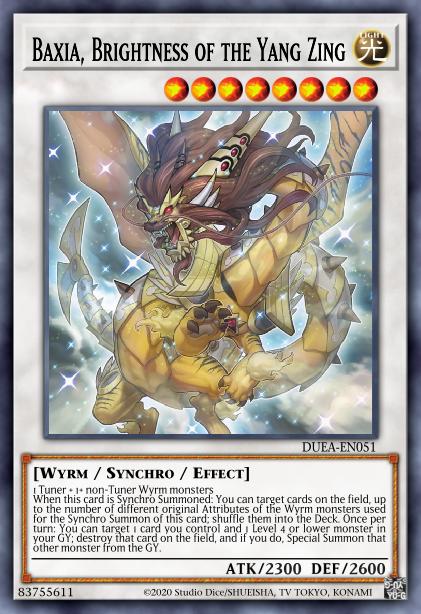 Baxia, Brightness of the Yang Zing
LIGHT
光
DUEA-EN051
[Wyrm / Synchro / Effect]
1 Tuner + 1+ non-Tuner Wyrm monsters
When this card is Synchro Summoned: You can target cards on the field, up
to the number of different original Attributes of the Wyrm monsters used
for the Synchro Summon of this card; shuffle them into the Deck. Once per
turn: You can target 1 card you control and 1 Level 4 or lower monster in
your GY; destroy that card on the field, and if you do, Special Summon that
other monster from the GY.
ATK/2300 DEF/2600
83755611
©2020 Studio Dice/SHUEISHA, TV TOKYO, KONAMI